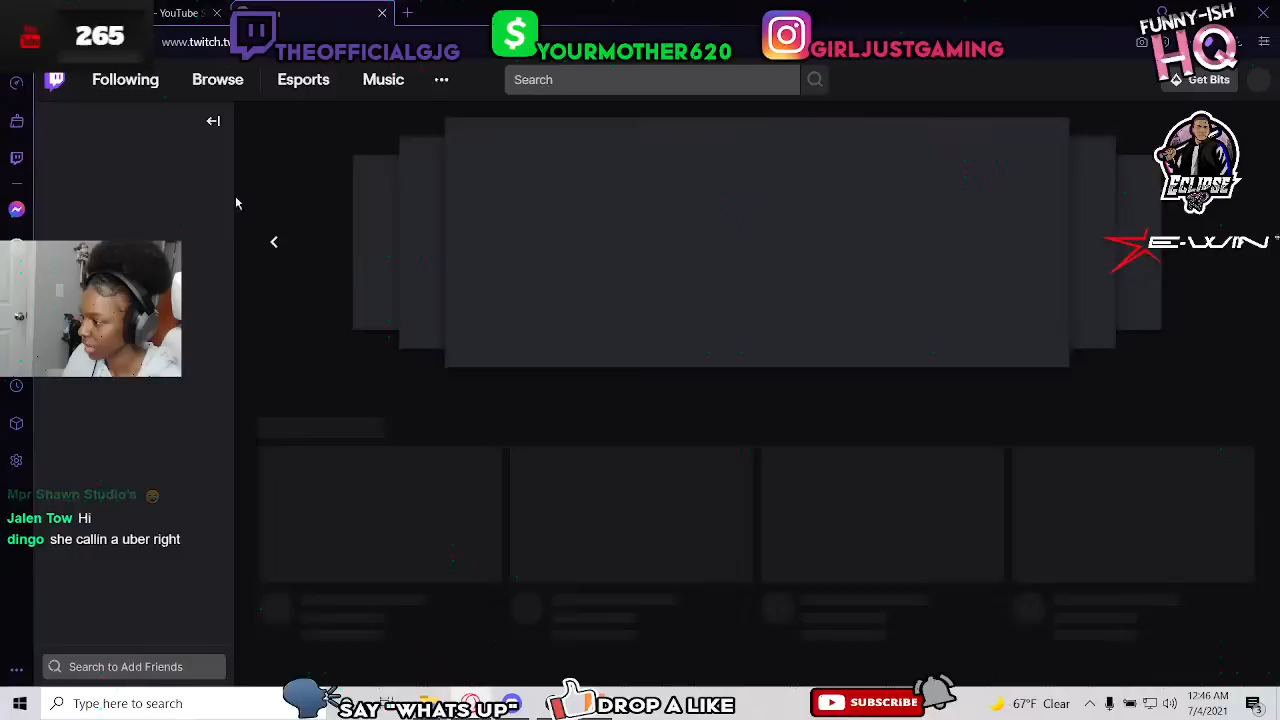 YouTube S
265
www.twitch.tv
THEOFFICIALGJG
YOURMOTHER620
GIRLJUSTGAMING
FUNNY-ISH
HQ
Following
Browse
Esports
Music
Search
Get Bits
ECLIPSE
E-WIN
Mpr Shawn Studio's
Jalen Tow Hi
dingo she callin a uber right
Search to Add Friends
Type here to search
SAY "WHATS UP"
DROP A LIKE
SUBSCRIBE
67°F Clear
12:46 AM
7/4/2021